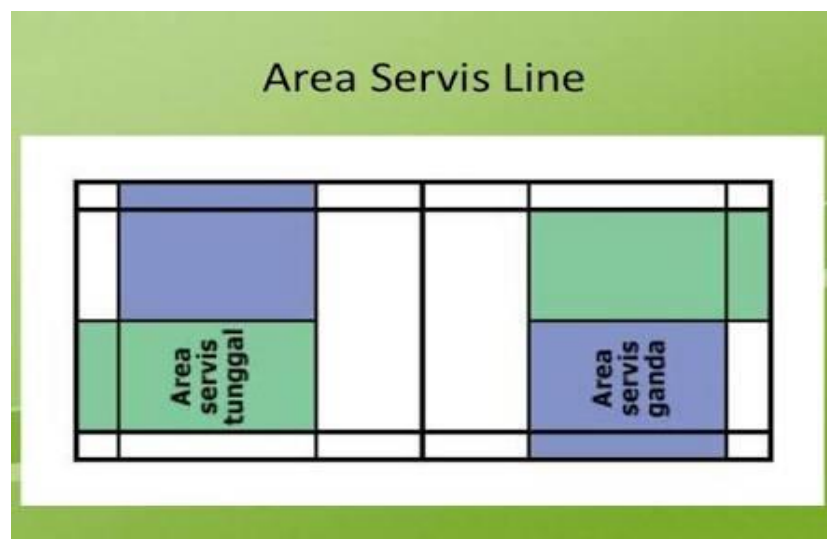 Area Servis Line
Area
servis
tunggal
Area
servis
ganda